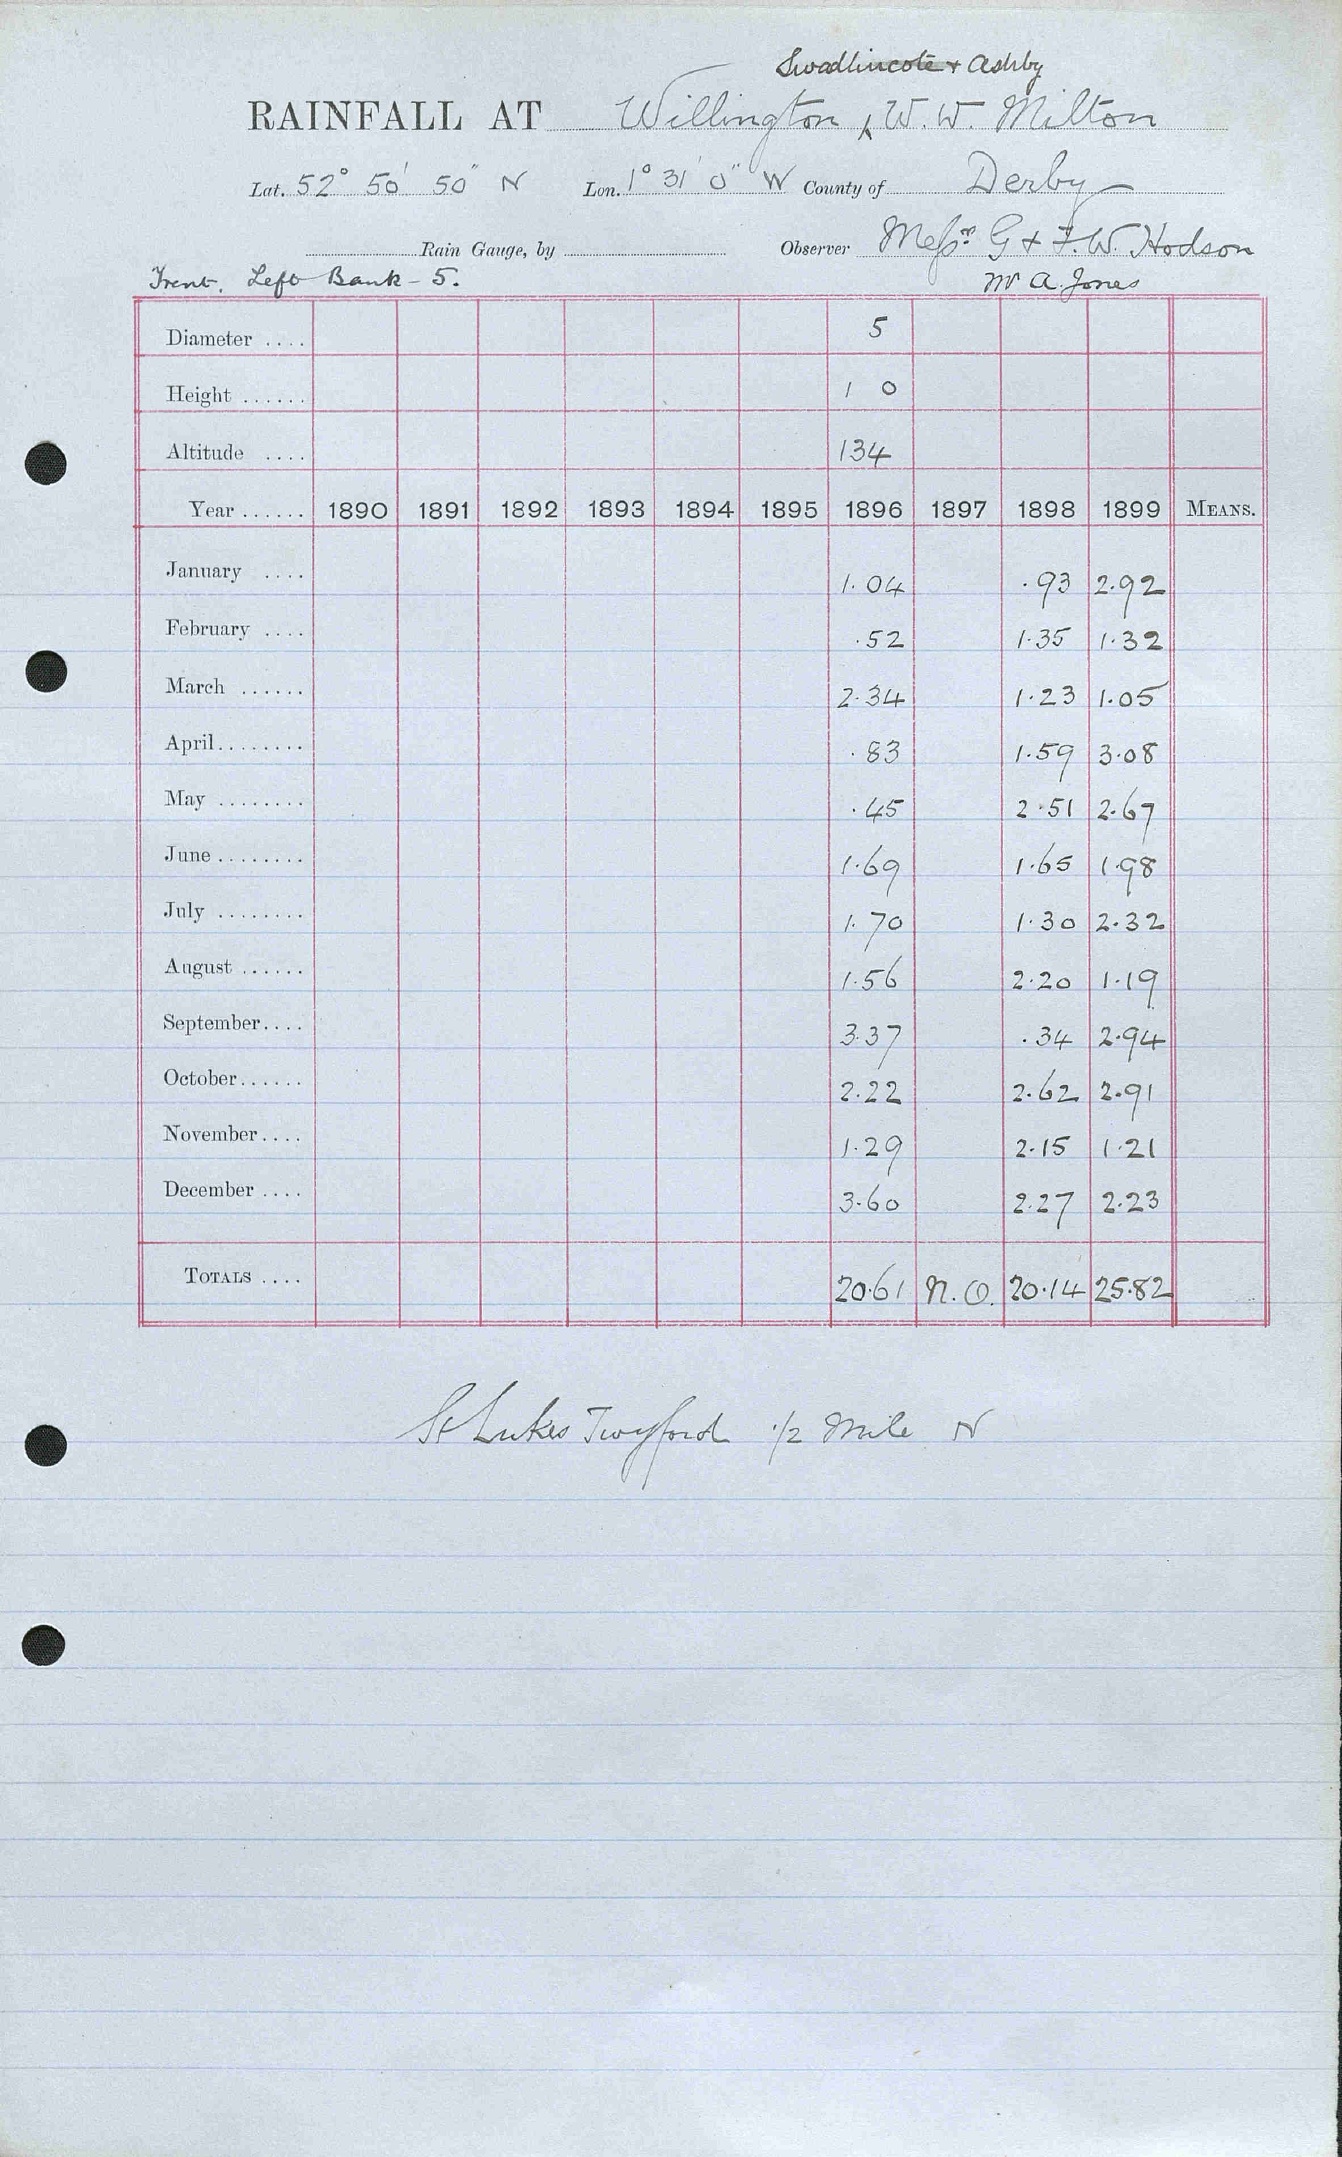 Swadlincote & Ashby
RAINFALL AT Willington ʌ W. W. Milton
Lat. 52° 50' 50" N Lon. 1° 31' 0" W County of Derby
Rain Gauge, by Observer Messrs G & F. W. Hodson
Trent. Left Bank - 5. Mr A. Jones
Diameter .... 5
Height ...... 1 0
Altitude .... 134
Year ...... 1890 1891 1892 1893 1894 1895 1896 1897 1898 1899 MEANS.
January .... 1.04 .93 2.92
February .... .52 1.35 1.32
March ...... 2.34 1.23 1.05
April........ .83 1.59 3.08
May ........ .45 2.51 2.67
June ........ 1.69 1.65 1.98
July ........ 1.70 1.30 2.32
August ...... 1.56 2.20 1.19
September.... 3.37 .34 2.94
October...... 2.22 2.62 2.91
November.... 1.29 2.15 1.21
December .... 3.60 2.27 2.23
TOTALS .... 20.61 N.O. 20.14 25.82
St Lukes Twyford 1/2 Mile N